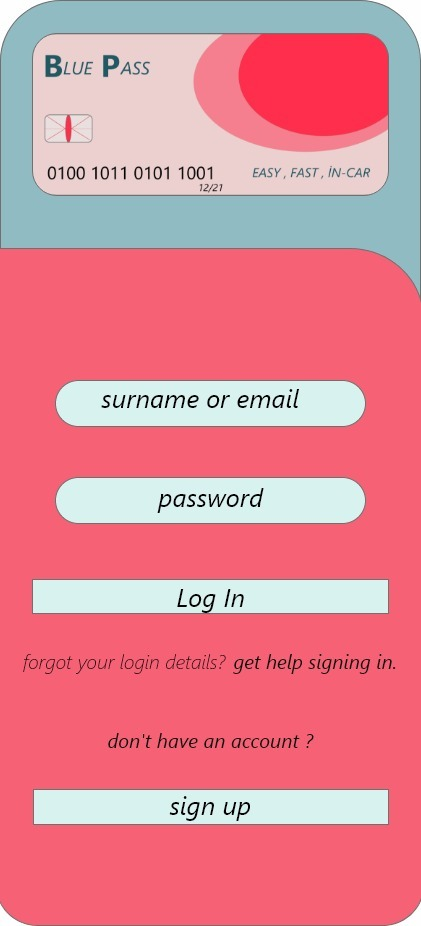 Blue Pass
0100 1011 0101 1001
12/21
EASY , FAST , İN-CAR
surname or email
password
Log In
forgot your login details? get help signing in.
don't have an account ?
sign up